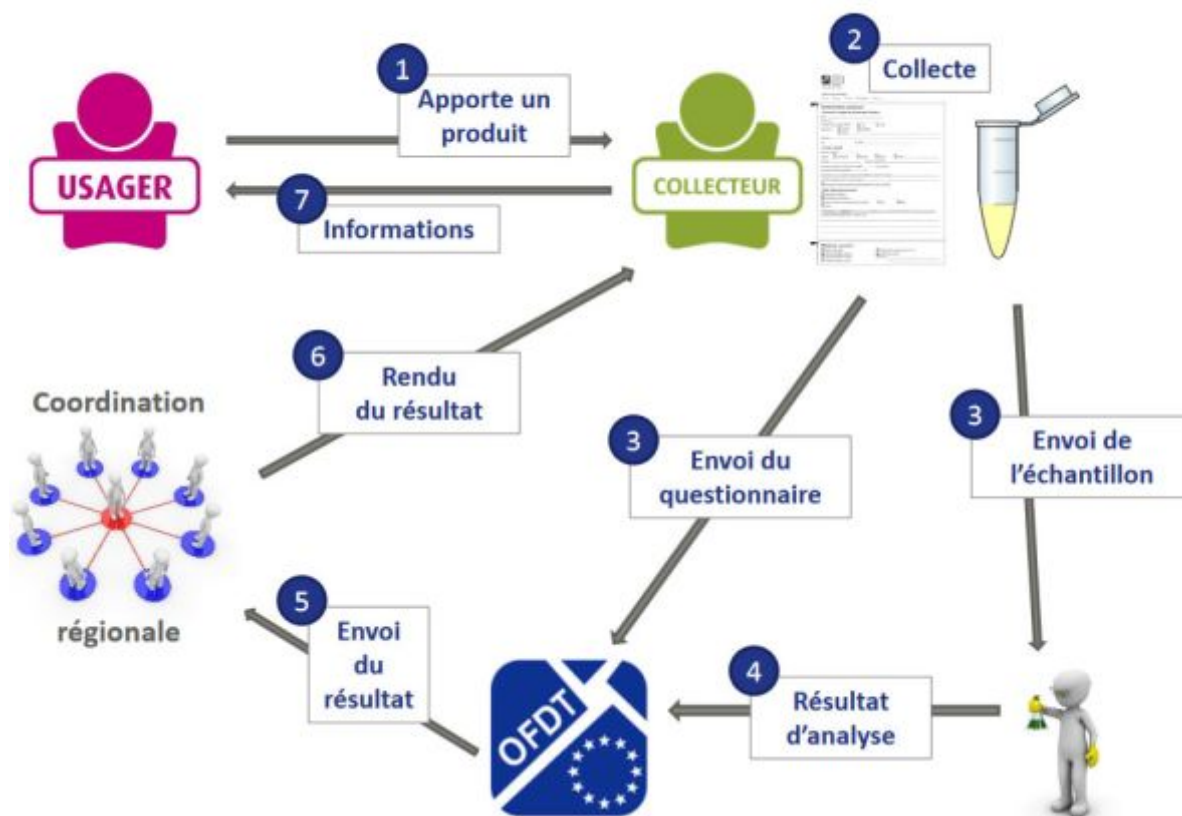 1
Apporte un
produit
2
Collecte
USAGER
COLLECTEUR
7
Informations
6
Rendu
du résultat
Coordination
régionale
3
Envoi du
questionnaire
3
Envoi de
l'échantillon
5
Envoi
du
résultat
4
Résultat
d'analyse
OFDT